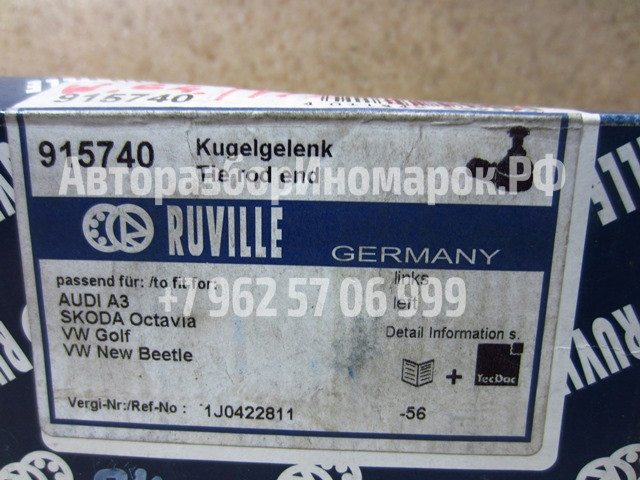 915740
915740 Kugelgelenk
Tie rod end
АвторазборИномарок.РФ
RUVILLE GERMANY
passend für: /to fit for: links
+7 962 57 06 099
AUDI A3 left
SKODA Octavia
VW Golf Detail Information s.
VW New Beetle
+ TecDoc
Vergl-Nr:/Ref-No : 1J0422811 -56
RUVILLE